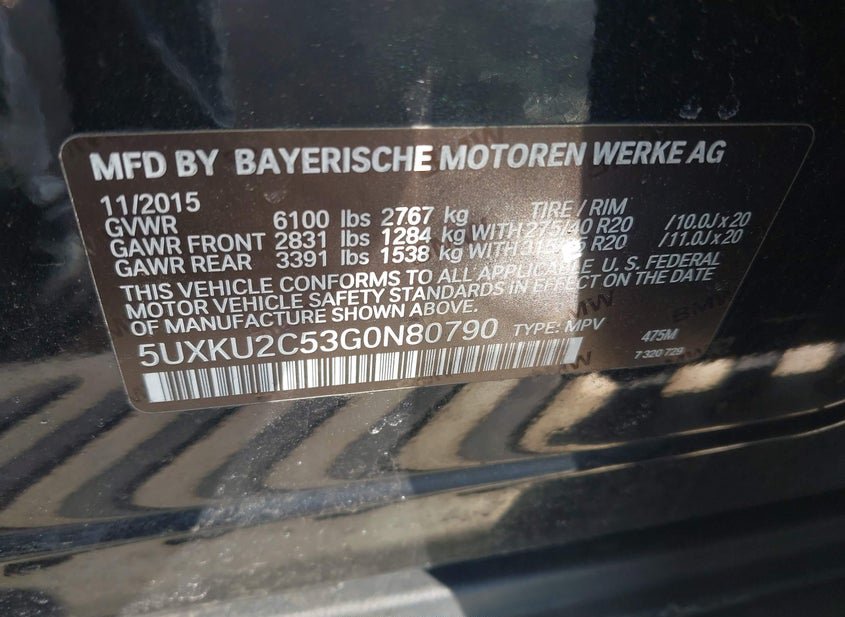 MFD BY BAYERISCHE MOTOREN WERKE AG
11/2015 TIRE / RIM
GVWR 6100 lbs 2767 kg
GAWR FRONT 2831 lbs 1284 kg WITH 275/40 R20 /10.0J x 20
GAWR REAR 3391 lbs 1538 kg WITH R20 /11.0J x 20
THIS VEHICLE CONFORMS TO ALL APPLICABLE U. S. FEDERAL
MOTOR VEHICLE SAFETY STANDARDS IN EFFECT ON THE DATE
OF MANUFACTURE SHOWN ABOVE.
5UXKU2C53G0N80790 TYPE: MPV 475M
7 320 729